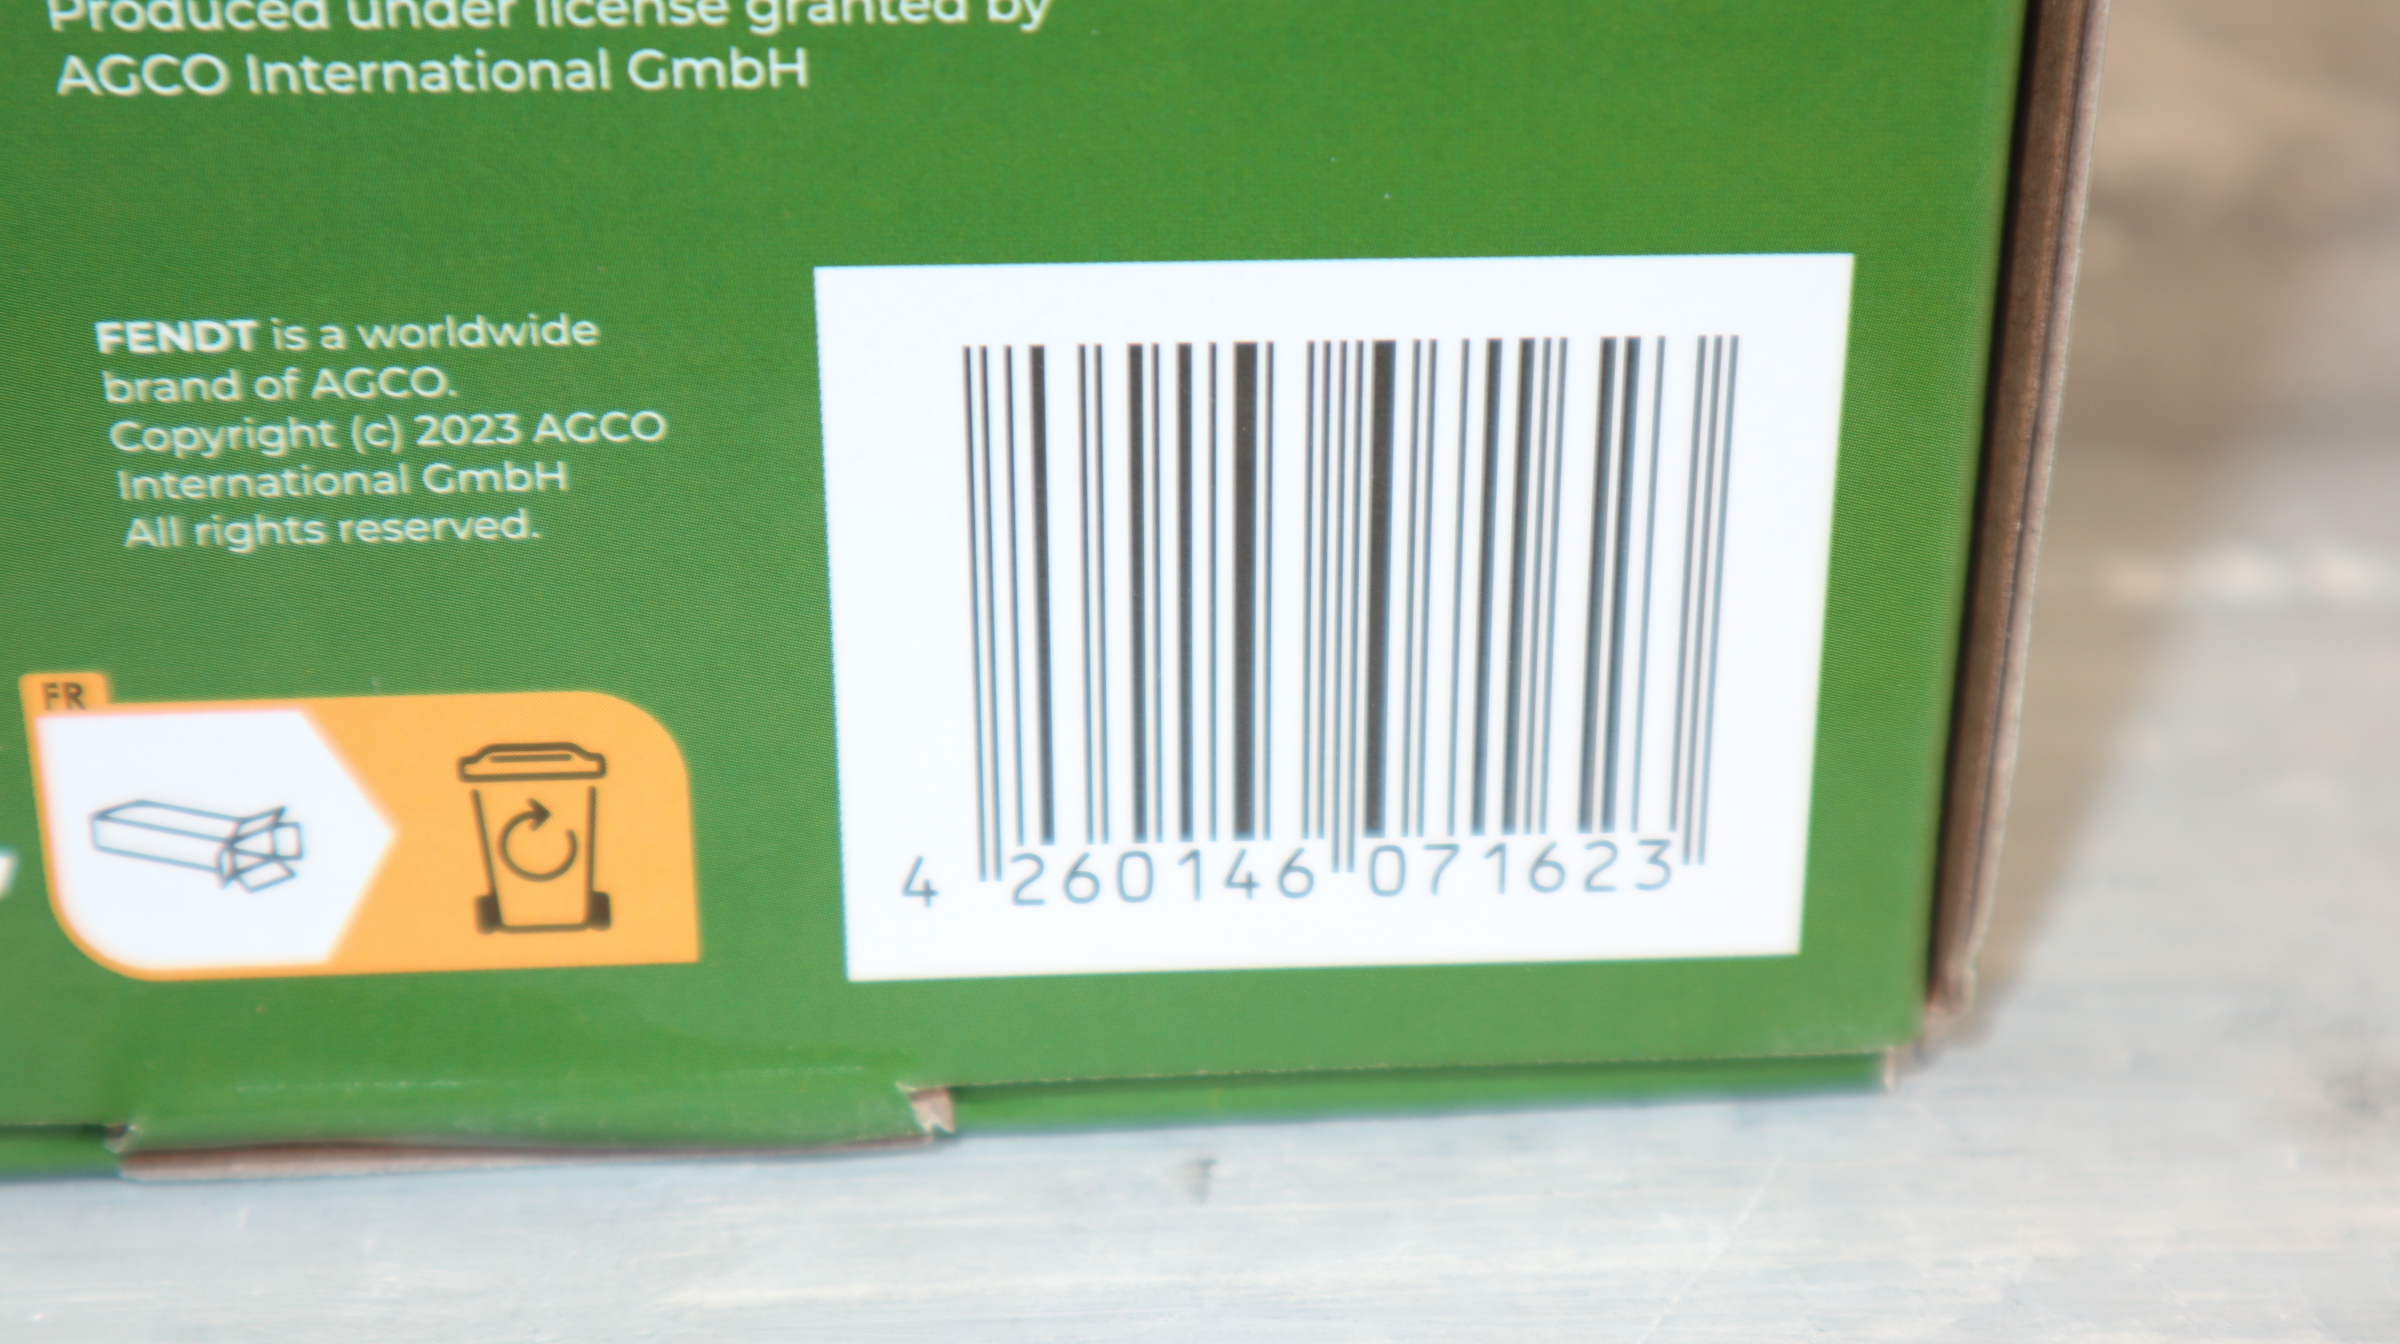 Produced under license granted by
AGCO International GmbH
FENDT is a worldwide
brand of AGCO.
Copyright (c) 2023 AGCO
International GmbH
All rights reserved.
FR
4 260146 071623